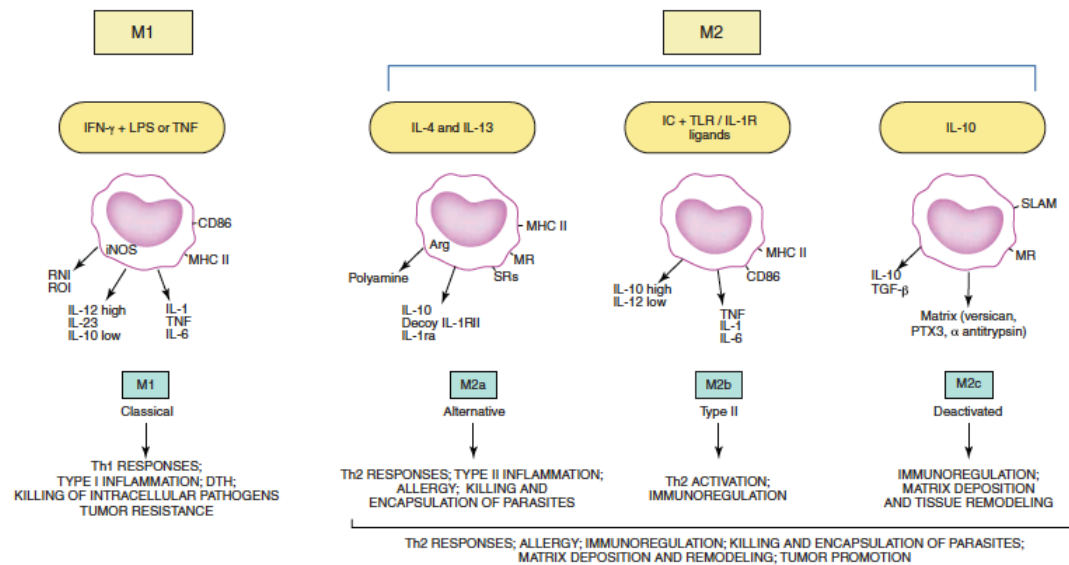 M1
M2
IFN-γ + LPS or TNF
IL-4 and IL-13
IC + TLR / IL-1R
ligands
IL-10
CD86
iNOS
MHC II
RNI
ROI
IL-12 high
IL-23
IL-10 low
IL-1
TNF
IL-6
MHC II
Arg
MR
SRs
Polyamine
IL-10
Decoy IL-1RII
IL-1ra
MHC II
CD86
IL-10 high
IL-12 low
TNF
IL-1
IL-6
SLAM
MR
IL-10
TGF-β
Matrix (versican,
PTX3, α antitrypsin)
M1
Classical
M2a
Alternative
M2b
Type II
M2c
Deactivated
Th1 RESPONSES;
TYPE I INFLAMMATION; DTH;
KILLING OF INTRACELLULAR PATHOGENS
TUMOR RESISTANCE
Th2 RESPONSES; TYPE II INFLAMMATION;
ALLERGY; KILLING AND
ENCAPSULATION OF PARASITES
Th2 ACTIVATION;
IMMUNOREGULATION
IMMUNOREGULATION;
MATRIX DEPOSITION
AND TISSUE REMODELING
Th2 RESPONSES; ALLERGY; IMMUNOREGULATION; KILLING AND ENCAPSULATION OF PARASITES;
MATRIX DEPOSITION AND REMODELING; TUMOR PROMOTION